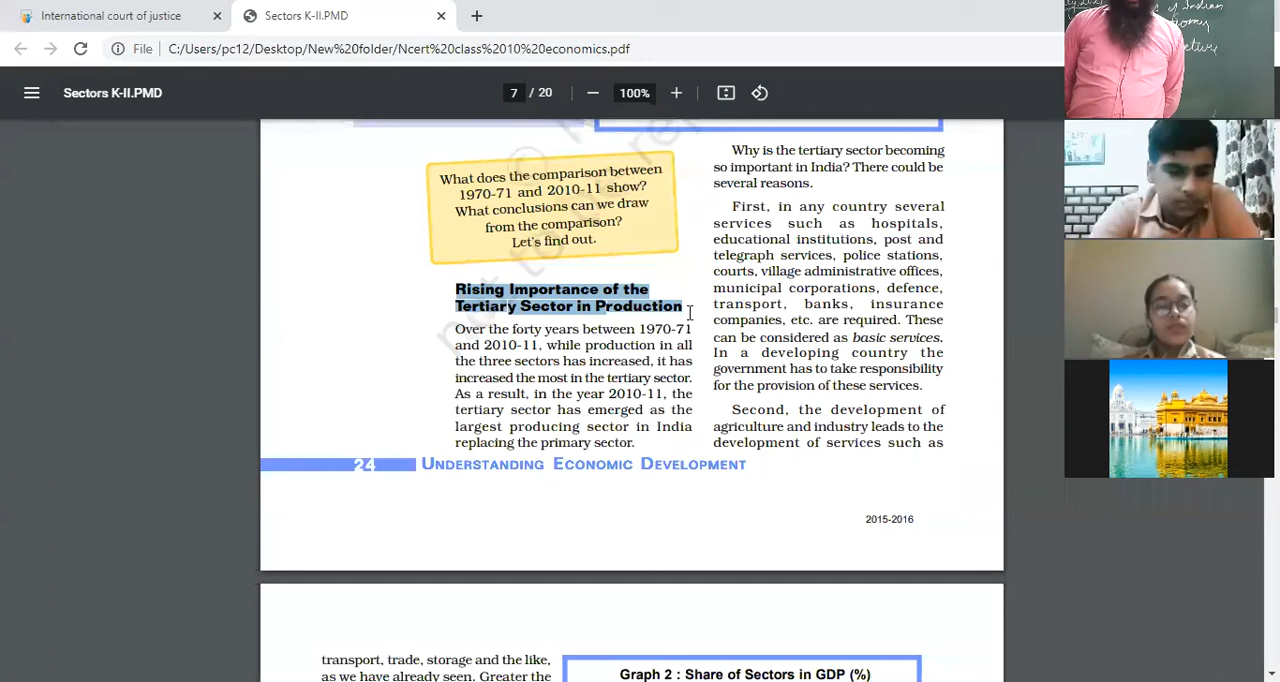 International court of justice
Sectors K-II.PMD
File
C:/Users/pc12/Desktop/New%20folder/Ncert%20class%2010%20economics.pdf
Sectors K-II.PMD
7 / 20
100%
What does the comparison between
1970-71 and 2010-11 show?
What conclusions can we draw
from the comparison?
Let's find out.
Rising Importance of the
Tertiary Sector in Production
Over the forty years between 1970-71
and 2010-11, while production in all
the three sectors has increased, it has
increased the most in the tertiary sector.
As a result, in the year 2010-11, the
tertiary sector has emerged as the
largest producing sector in India
replacing the primary sector.
Why is the tertiary sector becoming
so important in India? There could be
several reasons.
First, in any country several
services such as hospitals,
educational institutions, post and
telegraph services, police stations,
courts, village administrative offices,
municipal corporations, defence,
transport, banks, insurance
companies, etc. are required. These
can be considered as basic services.
In a developing country the
government has to take responsibility
for the provision of these services.
Second, the development of
agriculture and industry leads to the
development of services such as
24 UNDERSTANDING ECONOMIC DEVELOPMENT
2015-2016
transport, trade, storage and the like,
as we have already seen. Greater the
Graph 2 : Share of Sectors in GDP (%)
of Indian